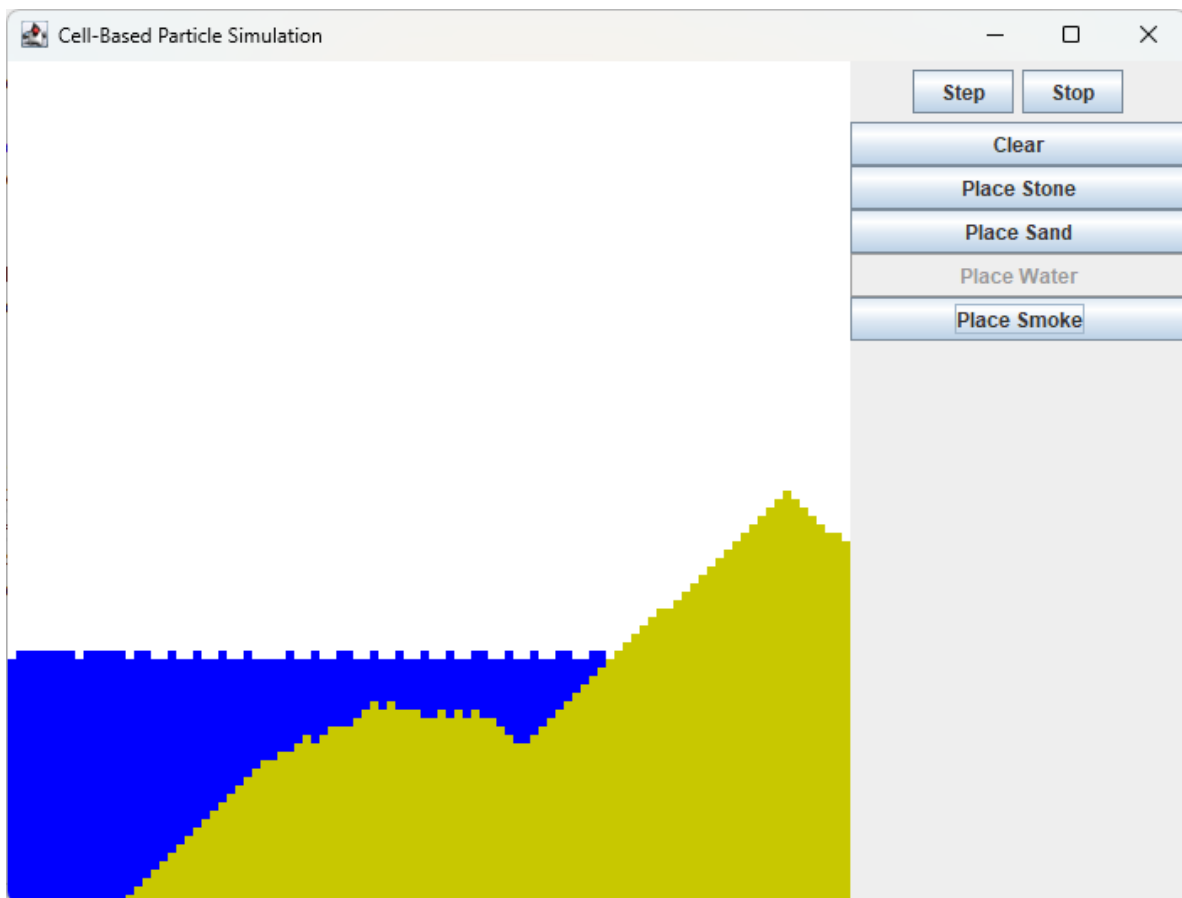 Cell-Based Particle Simulation
Step Stop
Clear
Place Stone
Place Sand
Place Water
Place Smoke